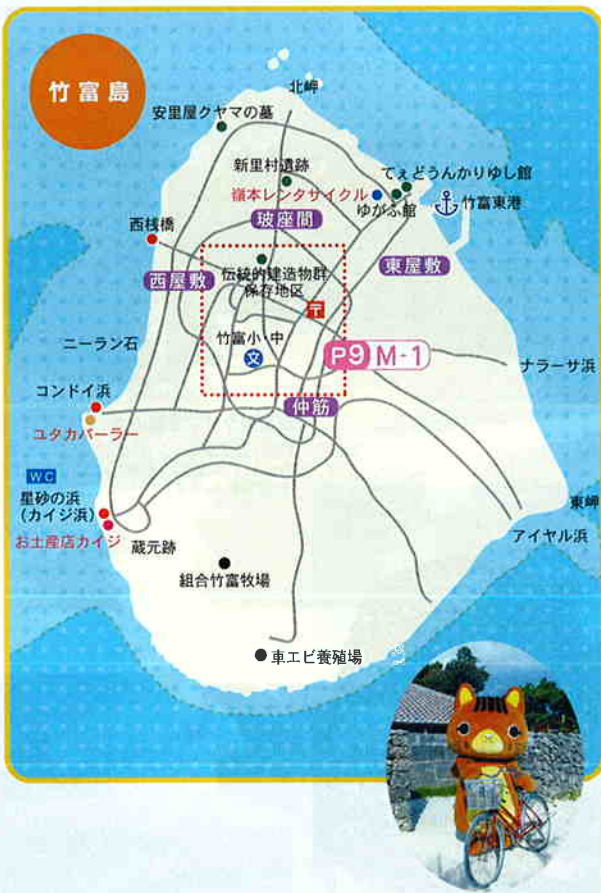 竹富島
北岬
安里屋クヤマの墓
新里村遺跡
てぇどぅんかりゆし館
嶺本レンタサイクル
ゆがふ館
竹富東港
玻座間
西桟橋
西屋敷
伝統的建造物群
保存地区
東屋敷
〒
竹富小・中
文
ニーラン石
P9 M-1
ナラーサ浜
コンドイ浜
仲筋
ユタカパーラー
WC
星砂の浜
(カイジ浜)
東岬
お土産店カイジ
蔵元跡
アイヤル浜
組合竹富牧場
車エビ養殖場